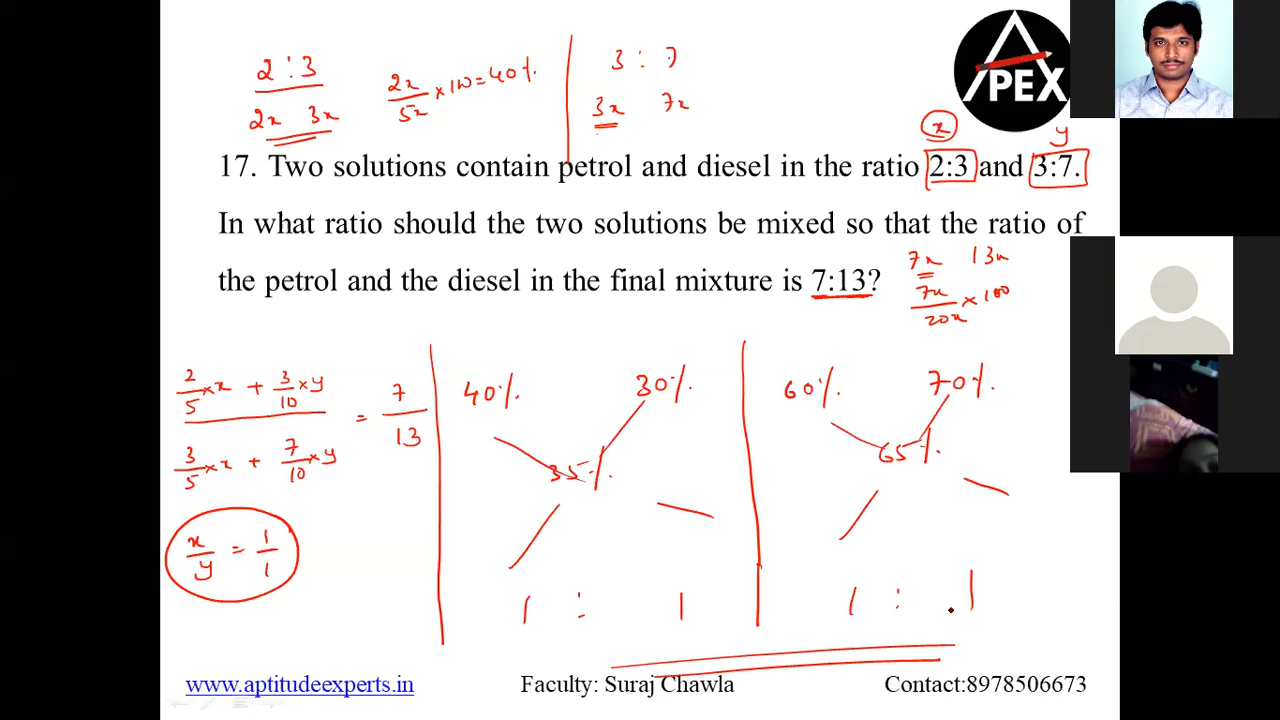 2 : 3
2x 3x
2x/5x × 100 = 40%.
3 : 7
3x 7x
APEX
x
y
17. Two solutions contain petrol and diesel in the ratio 2:3 and 3:7.
In what ratio should the two solutions be mixed so that the ratio of
the petrol and the diesel in the final mixture is 7:13?
7x 13x
7x/20x × 100
2/5 × x + 3/10 × y
3/5 × x + 7/10 × y
= 7/13
x/y = 1/1
40%. 30%.
35%.
1 : 1
60%. 70%.
65%.
1 : 1
www.aptitudeexperts.in Faculty: Suraj Chawla Contact:8978506673